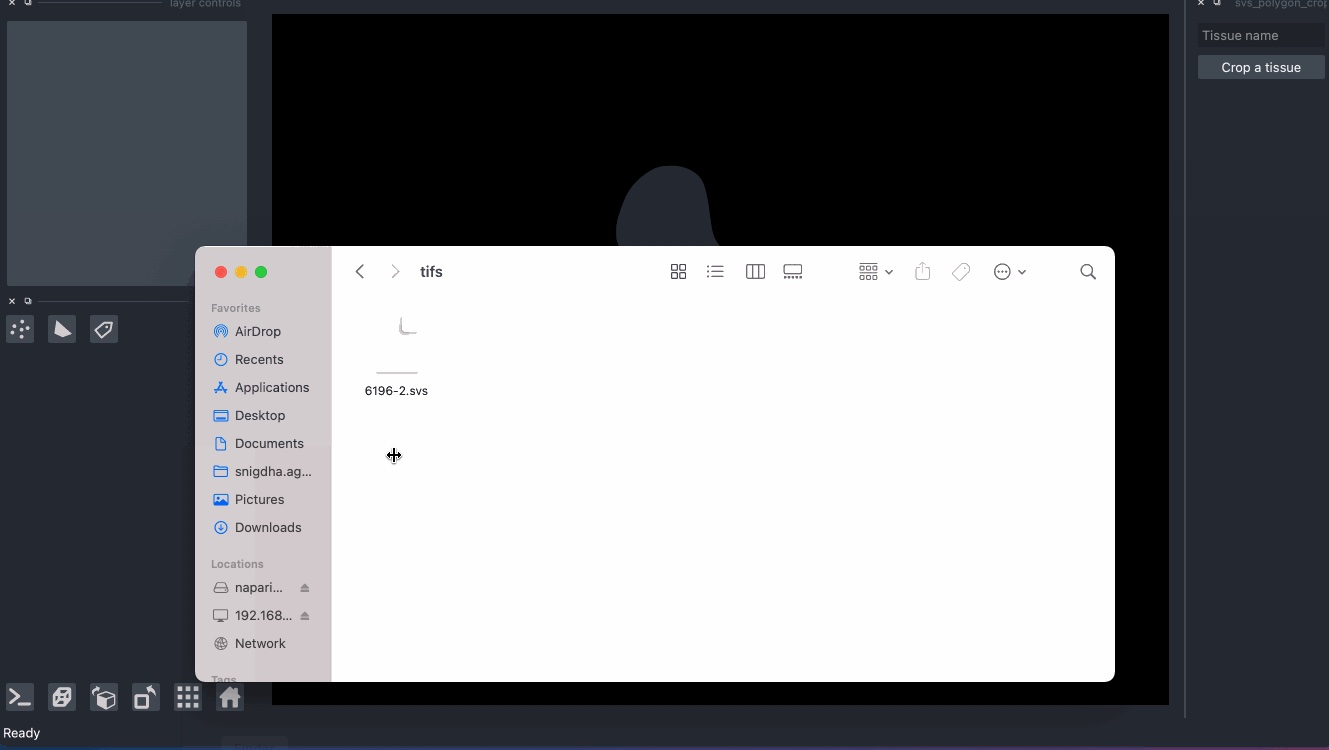 layer controls
svs_polygon_crop
Tissue name
Crop a tissue
tifs
Favorites
AirDrop
Recents
Applications
Desktop
Documents
snigdha.ag...
Pictures
Downloads
Locations
napari...
192.168...
Network
Tags
6196-2.svs
Ready